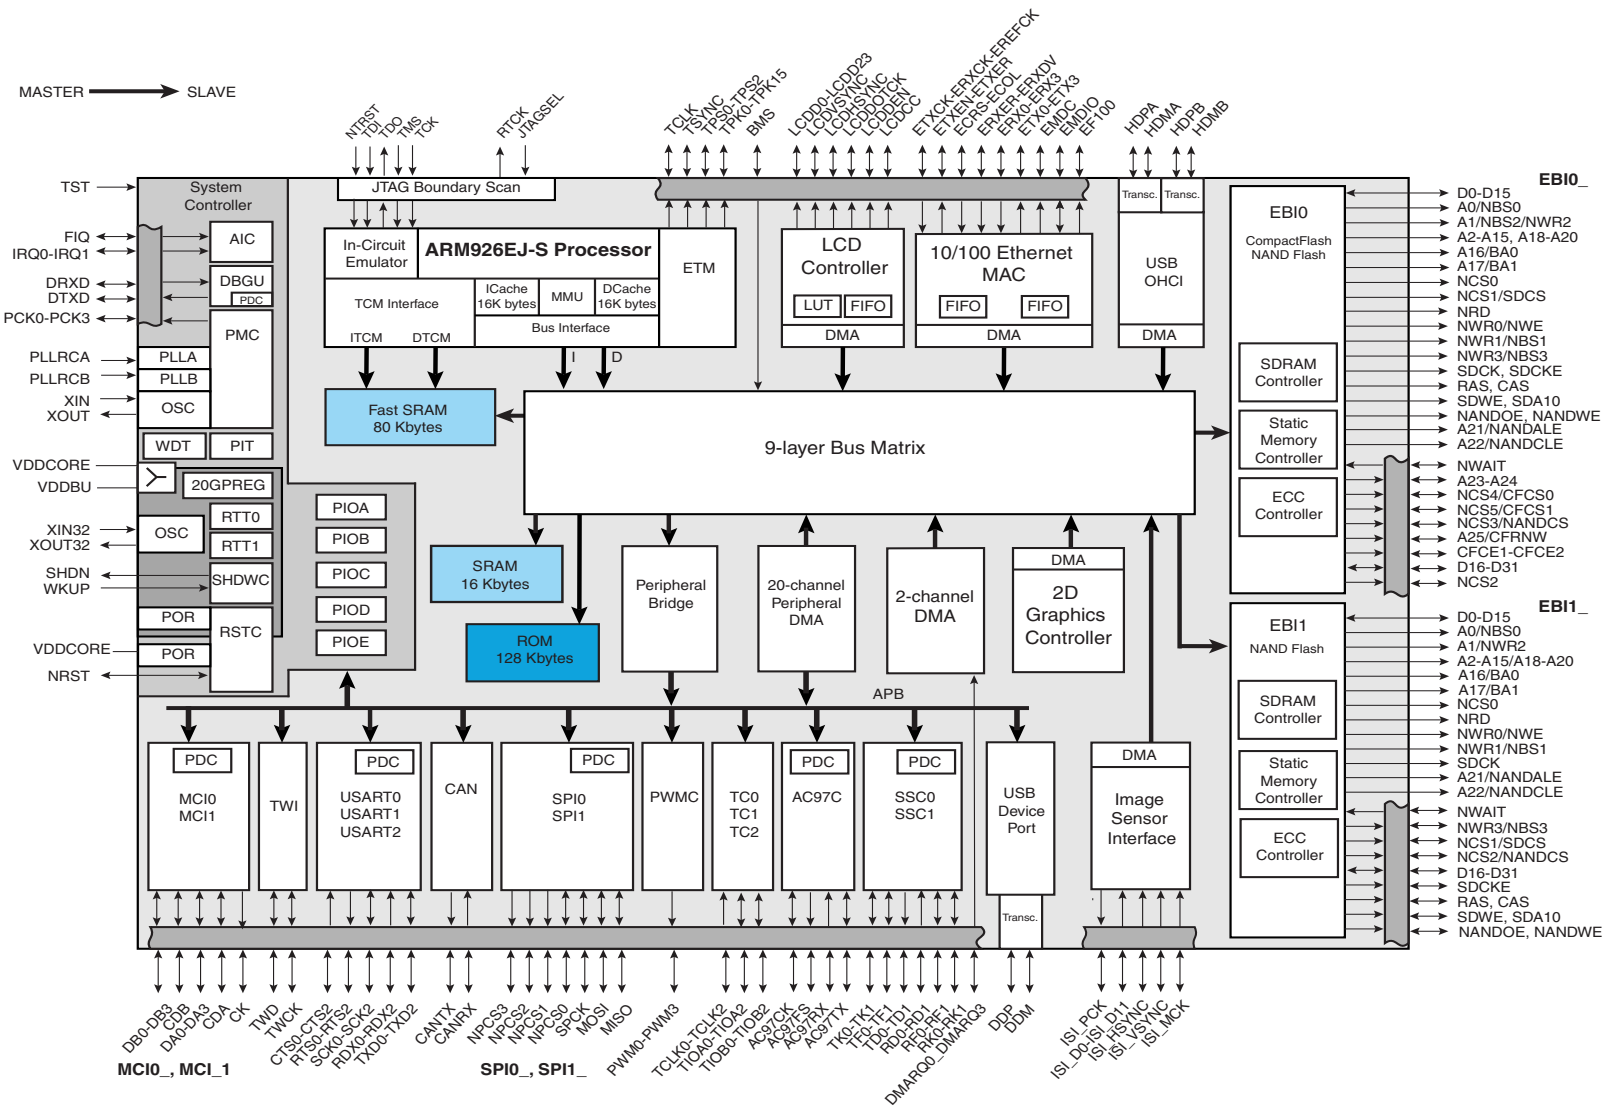 MASTER
SLAVE
NTRST
TDI
TDO
TMS
TCK
RTCK
JTAGSEL
TCLK
TSYNC
TPS0-TPS2
TPK0-TPK15
BMS
LCDD0-LCDD23
LCDVSYNC
LCDHSYNC
LCDDOTCK
LCDDEN
LCDCC
ETXCK-ERXCK-EREFCK
ETXEN-ETXER
ECRS-ECOL
ERXER-ERXDV
ERX0-ERX3
ETX0-ETX3
EMDC
EMDIO
EF100
HDPA
HDMA
HDPB
HDMB
TST
FIQ
IRQ0-IRQ1
DRXD
DTXD
PCK0-PCK3
PLLRCA
PLLRCB
XIN
XOUT
VDDCORE
VDDBU
XIN32
XOUT32
SHDN
WKUP
VDDCORE
NRST
System
Controller
AIC
DBGU
PDC
PMC
PLLA
PLLB
OSC
WDT
PIT
20GPREG
OSC
RTT0
RTT1
SHDWC
POR
RSTC
POR
PIOA
PIOB
PIOC
PIOD
PIOE
JTAG Boundary Scan
In-Circuit
Emulator
ARM926EJ-S Processor
ETM
TCM Interface
ICache
16K bytes
MMU
DCache
16K bytes
Bus Interface
ITCM
DTCM
I
D
LCD
Controller
LUT
FIFO
DMA
10/100 Ethernet
MAC
FIFO
FIFO
DMA
Transc.
Transc.
USB
OHCI
DMA
Fast SRAM
80 Kbytes
9-layer Bus Matrix
SRAM
16 Kbytes
ROM
128 Kbytes
Peripheral
Bridge
20-channel
Peripheral
DMA
2-channel
DMA
DMA
2D
Graphics
Controller
APB
EBI0
CompactFlash
NAND Flash
SDRAM
Controller
Static
Memory
Controller
ECC
Controller
EBI0_
D0-D15
A0/NBS0
A1/NBS2/NWR2
A2-A15, A18-A20
A16/BA0
A17/BA1
NCS0
NCS1/SDCS
NRD
NWR0/NWE
NWR1/NBS1
NWR3/NBS3
SDCK, SDCKE
RAS, CAS
SDWE, SDA10
NANDOE, NANDWE
A21/NANDALE
A22/NANDCLE
NWAIT
A23-A24
NCS4/CFCS0
NCS5/CFCS1
NCS3/NANDCS
A25/CFRNW
CFCE1-CFCE2
D16-D31
NCS2
EBI1
NAND Flash
SDRAM
Controller
Static
Memory
Controller
ECC
Controller
EBI1_
D0-D15
A0/NBS0
A1/NWR2
A2-A15/A18-A20
A16/BA0
A17/BA1
NCS0
NRD
NWR0/NWE
NWR1/NBS1
SDCK
A21/NANDALE
A22/NANDCLE
NWAIT
NWR3/NBS3
NCS1/SDCS
NCS2/NANDCS
D16-D31
SDCKE
RAS, CAS
SDWE, SDA10
NANDOE, NANDWE
PDC
MCI0
MCI1
TWI
PDC
USART0
USART1
USART2
CAN
PDC
SPI0
SPI1
PWMC
TC0
TC1
TC2
PDC
AC97C
PDC
SSC0
SSC1
USB
Device
Port
Transc.
DMA
Image
Sensor
Interface
DB0-DB3
CDB
DA0-DA3
CDA
CK
TWD
TWCK
CTS0-CTS2
RTS0-RTS2
SCK0-SCK2
RDX0-RDX2
TXD0-TXD2
CANTX
CANRX
NPCS3
NPCS2
NPCS1
NPCS0
SPCK
MOSI
MISO
PWM0-PWM3
TCLK0-TCLK2
TIOA0-TIOA2
TIOB0-TIOB2
AC97CK
AC97FS
AC97RX
AC97TX
TK0-TK1
TF0-TF1
TD0-TD1
RD0-RD1
RF0-RF1
RK0-RK1
DMARQ0_DMARQ3
DDP
DDM
ISI_PCK
ISI_D0-ISI_D11
ISI_HSYNC
ISI_VSYNC
ISI_MCK
MCI0_, MCI_1
SPI0_, SPI1_